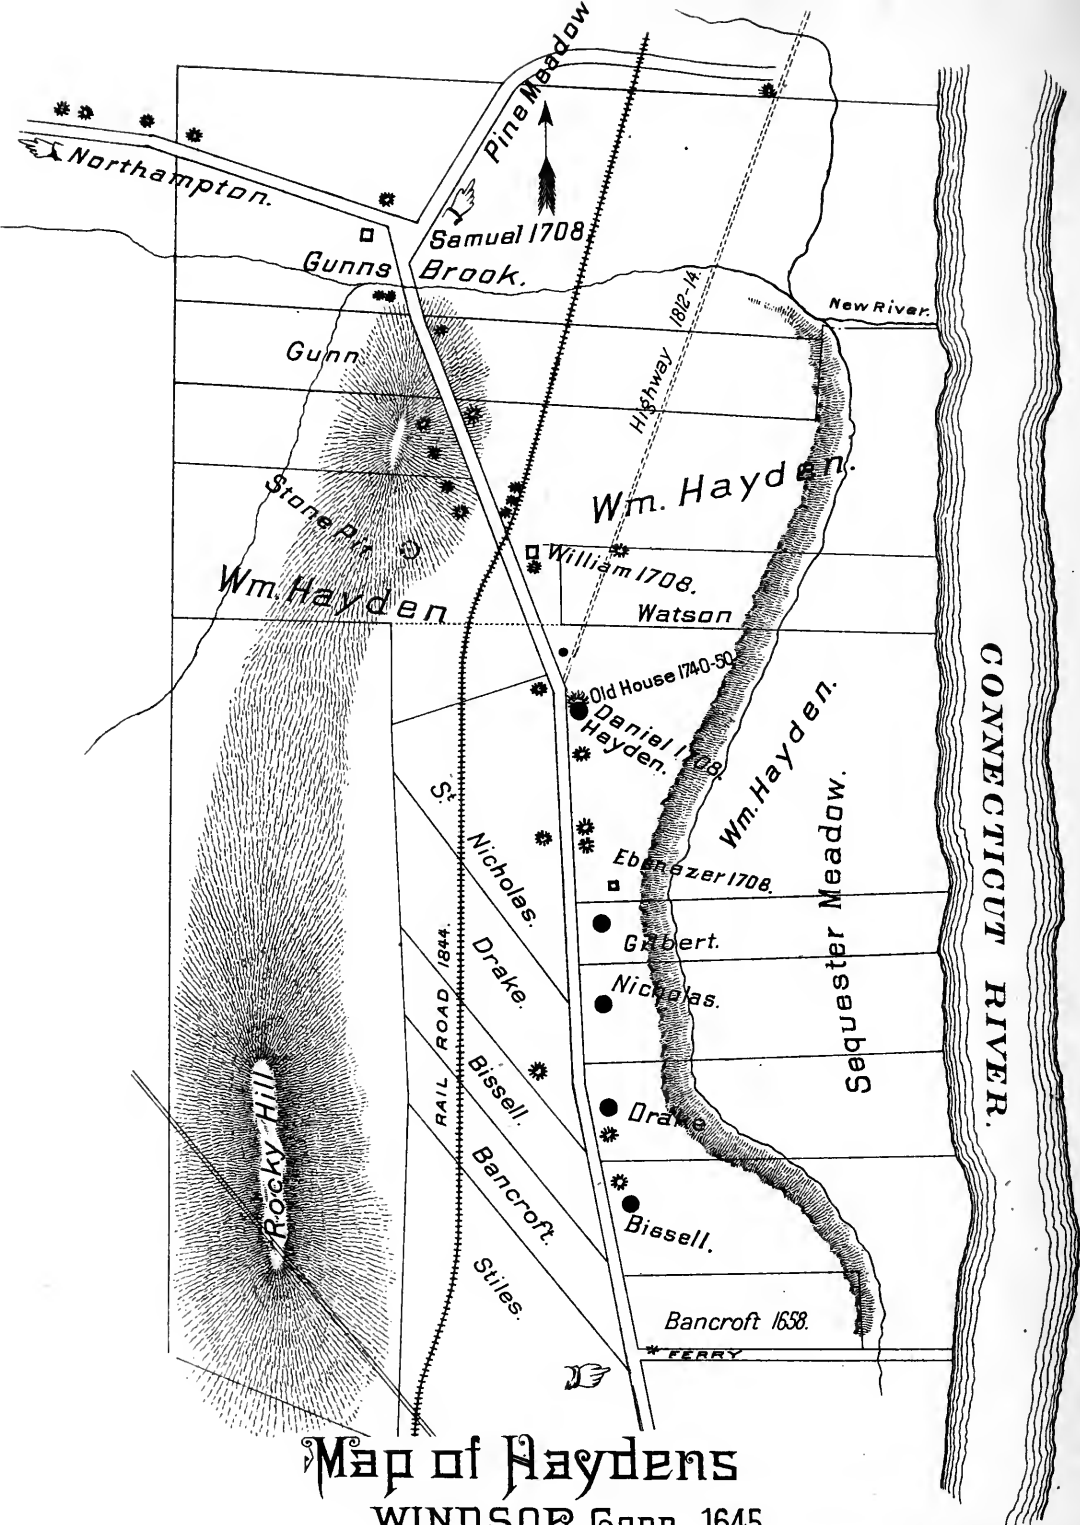 Pine Meadow
Northampton.
Samual 1708
Gunns Brook.
Highway 1812-14.
New River.
Gunn
Wm. Hayden.
Stone Pit
William 1708.
Wm. Hayden
Watson
Old House 1740-50.
Daniel 1708.
Hayden.
Wm. Hayden.
St. Nicholas.
Ebenezer 1708.
Sequester Meadow.
CONNECTICUT RIVER.
Gilbert.
RAIL ROAD 1844.
Drake.
Nicholas.
Bissell.
Drake
Rocky Hill
Bancroft.
Bissell.
Stiles.
Bancroft 1658.
FERRY
Map of Haydens
WINDSOR Conn. 1645